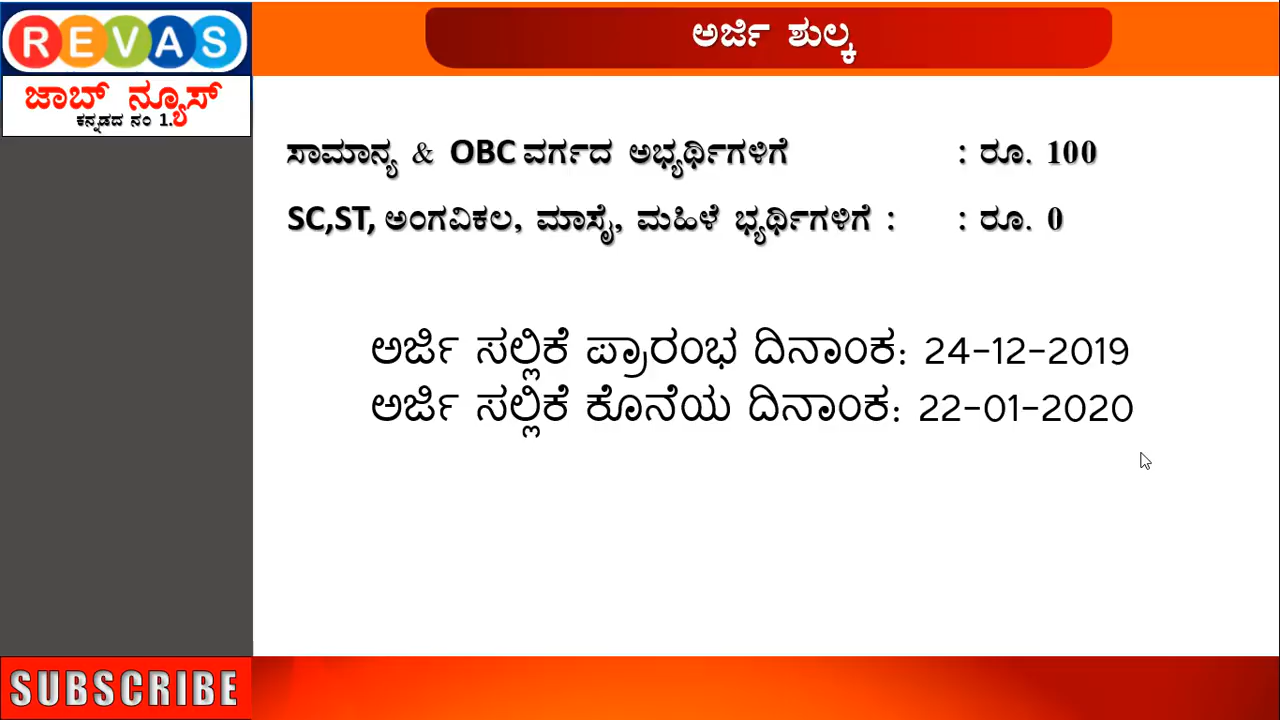 REVAS
ಜಾಬ್ ನ್ಯೂಸ್
ಕನ್ನಡದ ನಂ 1.
ಅರ್ಜಿ ಶುಲ್ಕ
ಸಾಮಾನ್ಯ & OBC ವರ್ಗದ ಅಭ್ಯರ್ಥಿಗಳಿಗೆ : ರೂ. 100
SC,ST, ಅಂಗವಿಕಲ, ಮಾಸೈ, ಮಹಿಳೆ ಭ್ಯರ್ಥಿಗಳಿಗೆ : : ರೂ. 0
ಅರ್ಜಿ ಸಲ್ಲಿಕೆ ಪ್ರಾರಂಭ ದಿನಾಂಕ: 24-12-2019
ಅರ್ಜಿ ಸಲ್ಲಿಕೆ ಕೊನೆಯ ದಿನಾಂಕ: 22-01-2020
SUBSCRIBE